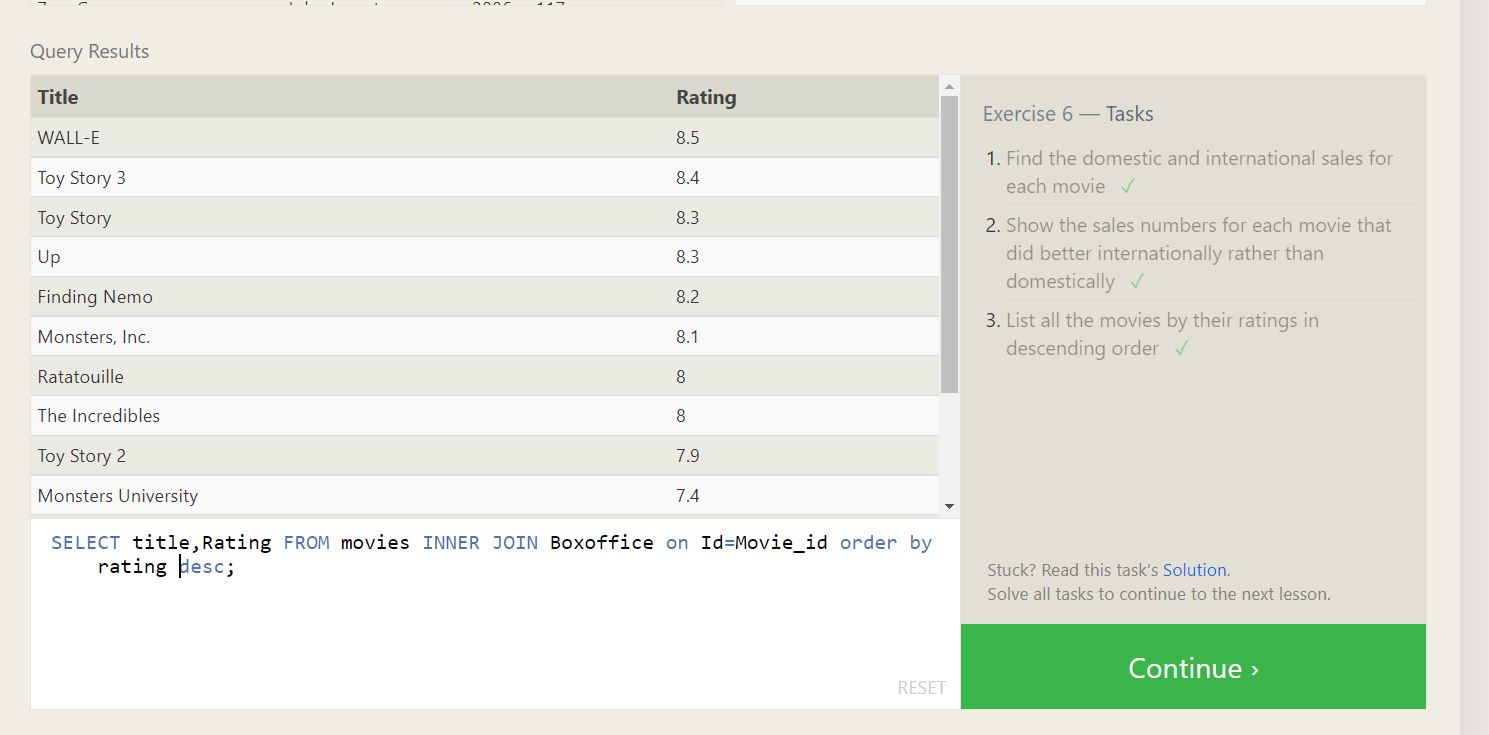 Query Results
Title Rating
WALL-E 8.5
Toy Story 3 8.4
Toy Story 8.3
Up 8.3
Finding Nemo 8.2
Monsters, Inc. 8.1
Ratatouille 8
The Incredibles 8
Toy Story 2 7.9
Monsters University 7.4
SELECT title,Rating FROM movies INNER JOIN Boxoffice on Id=Movie_id order by
rating desc;
RESET
Exercise 6 — Tasks
1. Find the domestic and international sales for
each movie ✓
2. Show the sales numbers for each movie that
did better internationally rather than
domestically ✓
3. List all the movies by their ratings in
descending order ✓
Stuck? Read this task's Solution.
Solve all tasks to continue to the next lesson.
Continue ›